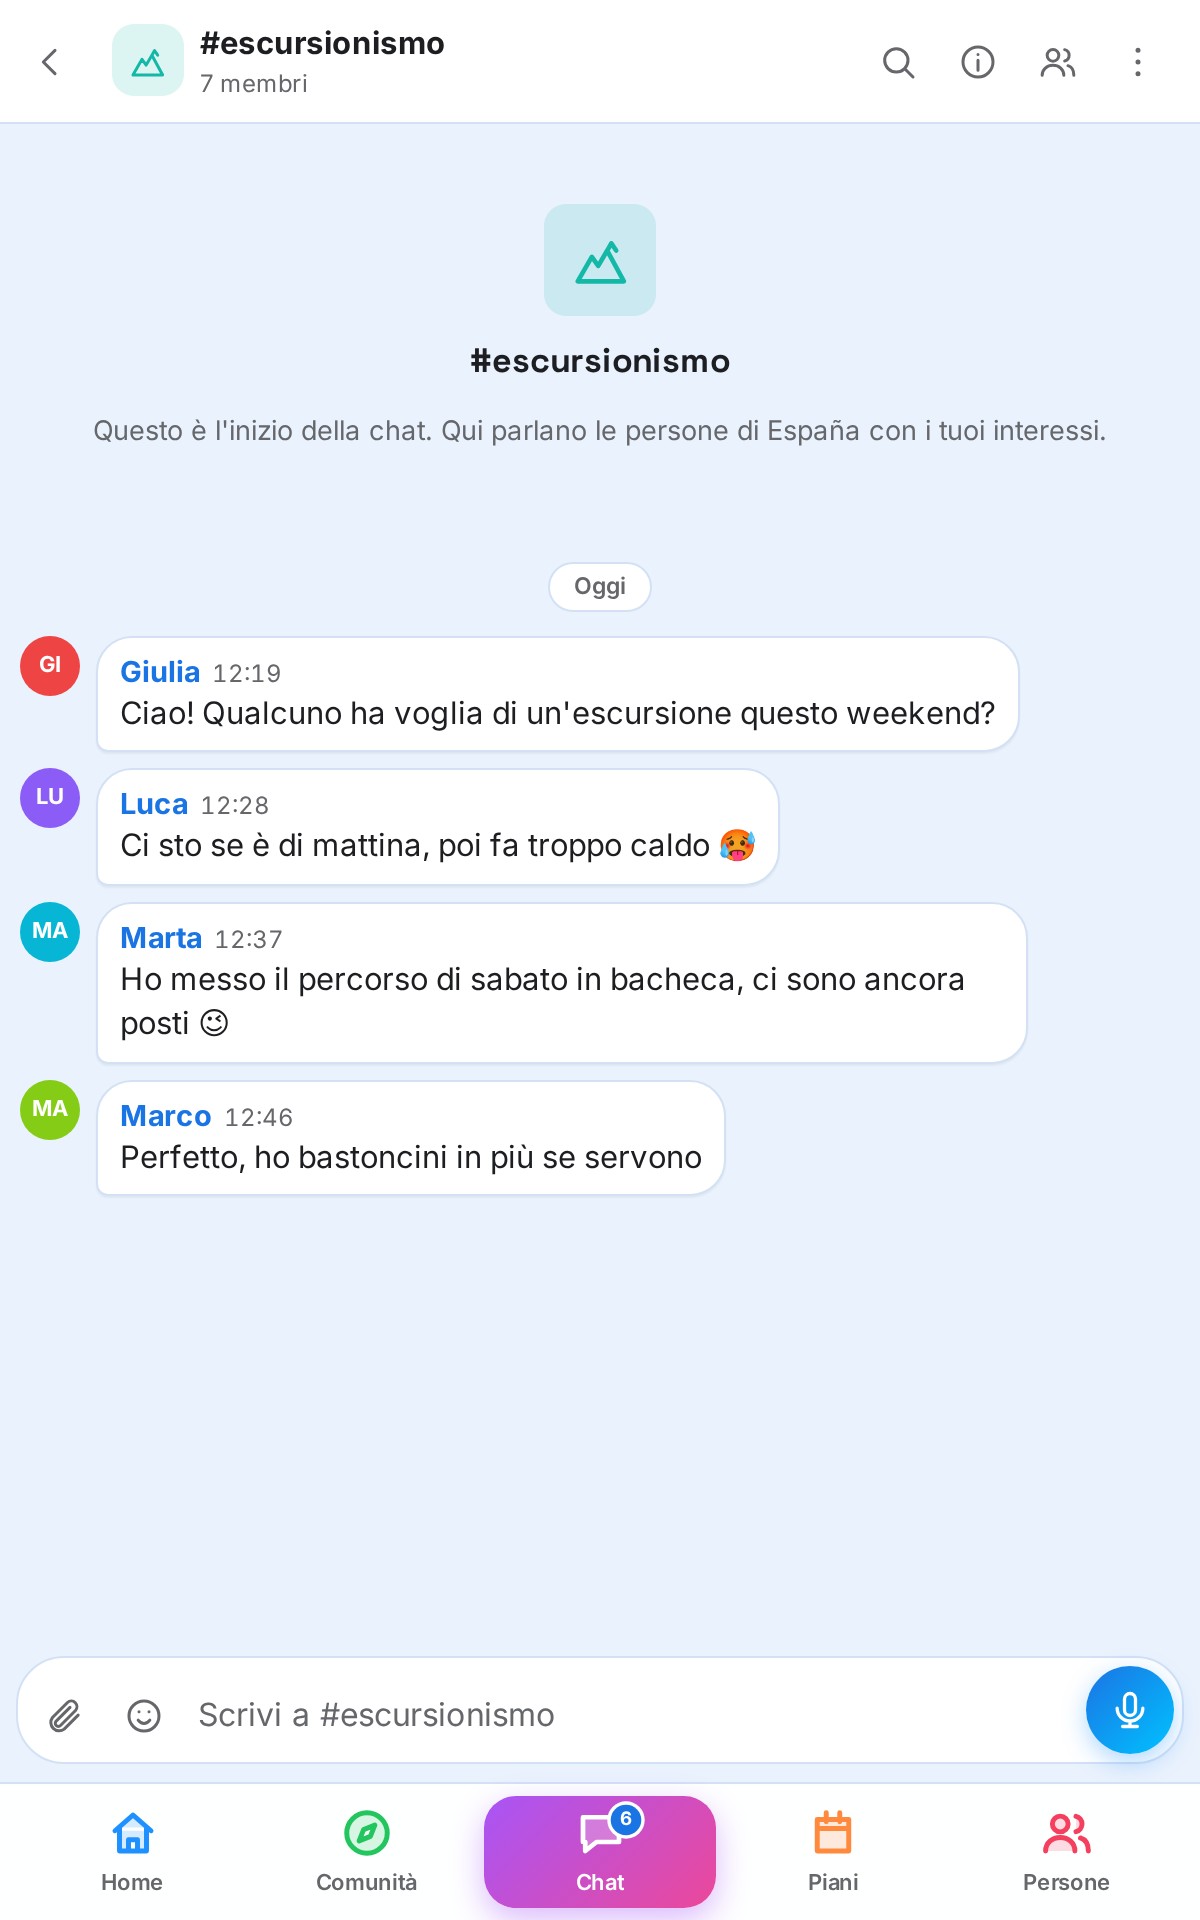 #escursionismo
7 membri
#escursionismo
Questo è l'inizio della chat. Qui parlano le persone di España con i tuoi interessi.
Oggi
GI
Giulia 12:19
Ciao! Qualcuno ha voglia di un'escursione questo weekend?
LU
Luca 12:28
Ci sto se è di mattina, poi fa troppo caldo 🥵
MA
Marta 12:37
Ho messo il percorso di sabato in bacheca, ci sono ancora
posti 😉
MA
Marco 12:46
Perfetto, ho bastoncini in più se servono
Scrivi a #escursionismo
6
Home
Comunità
Chat
Piani
Persone